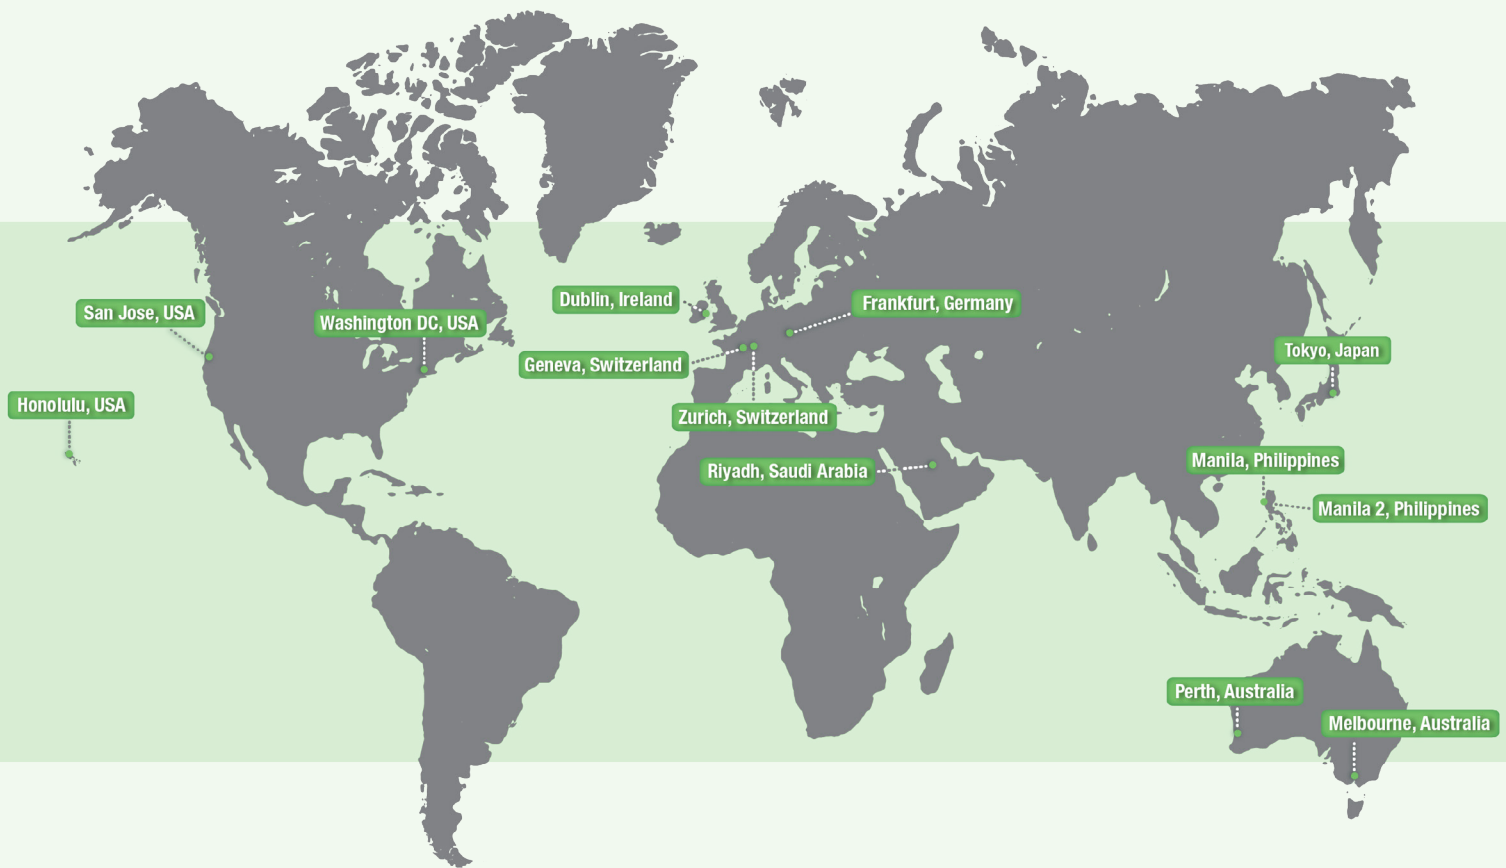 Dublin, Ireland
Frankfurt, Germany
San Jose, USA
Washington DC, USA
Tokyo, Japan
Geneva, Switzerland
Honolulu, USA
Zurich, Switzerland
Manila, Philippines
Riyadh, Saudi Arabia
Manila 2, Philippines
Perth, Australia
Melbourne, Australia